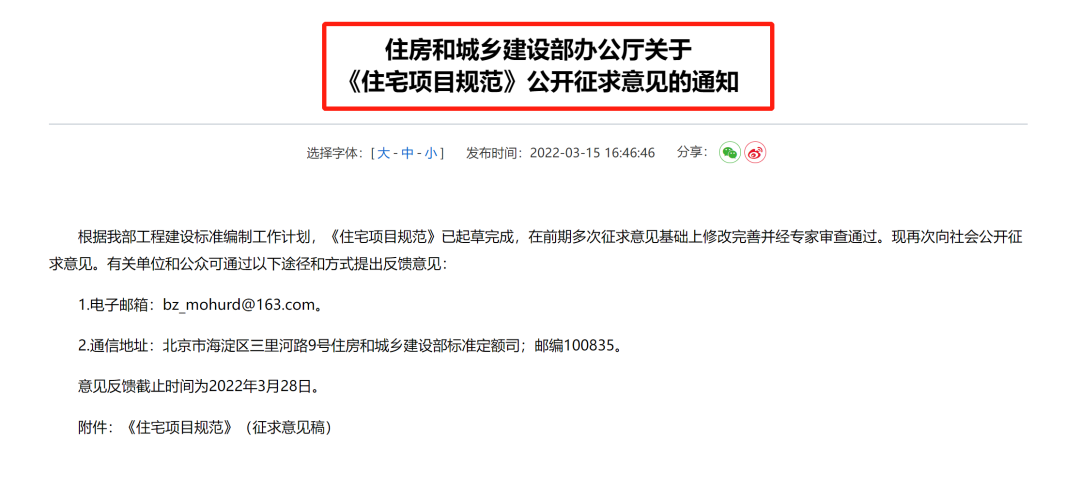 住房和城乡建设部办公厅关于
《住宅项目规范》公开征求意见的通知
选择字体：[ 大 - 中 - 小 ] 发布时间：2022-03-15 16:46:46 分享：
根据我部工程建设标准编制工作计划，《住宅项目规范》已起草完成，在前期多次征求意见基础上修改完善并经专家审查通过。现再次向社会公开征
求意见。有关单位和公众可通过以下途径和方式提出反馈意见：
1.电子邮箱：bz_mohurd@163.com。
2.通信地址：北京市海淀区三里河路9号住房和城乡建设部标准定额司；邮编100835。
意见反馈截止时间为2022年3月28日。
附件：《住宅项目规范》（征求意见稿）